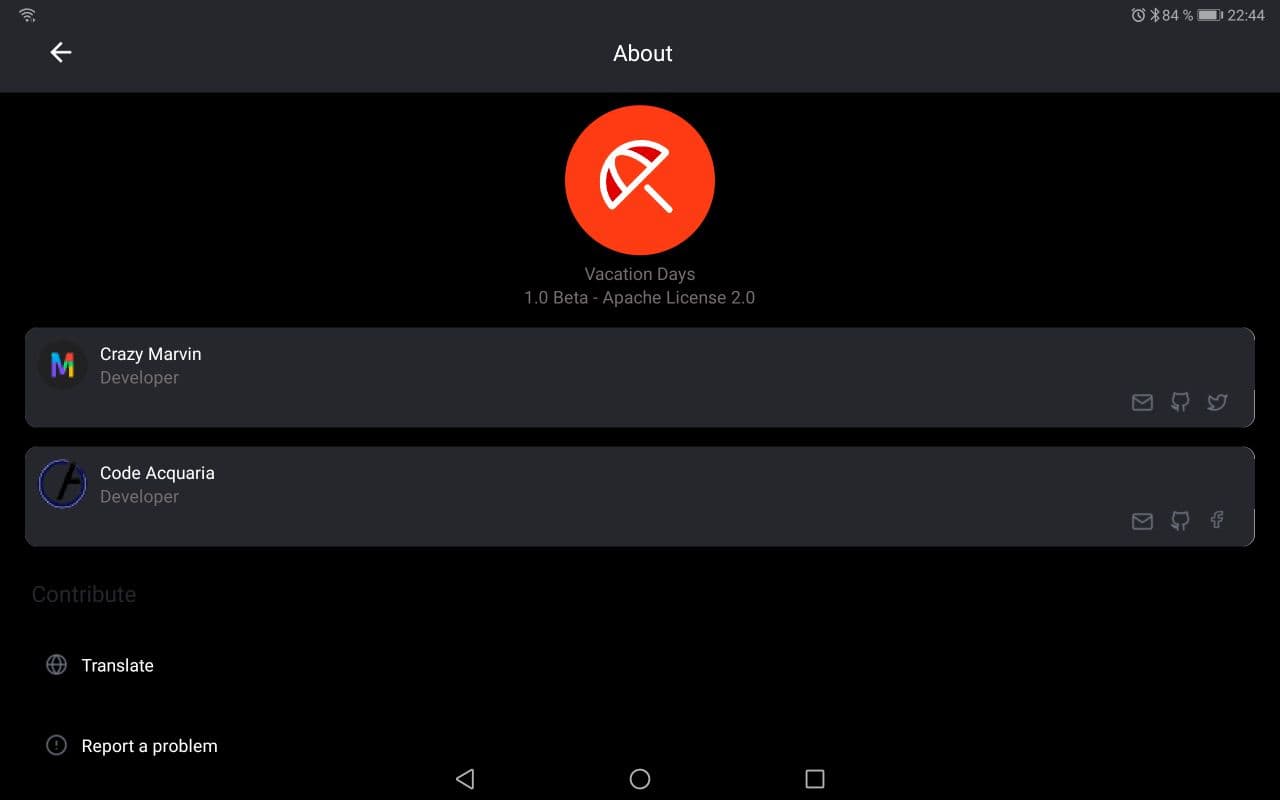 84 % 22:44
About
Vacation Days
1.0 Beta - Apache License 2.0
M
Crazy Marvin
Developer
Code Acquaria
Developer
Contribute
Translate
Report a problem